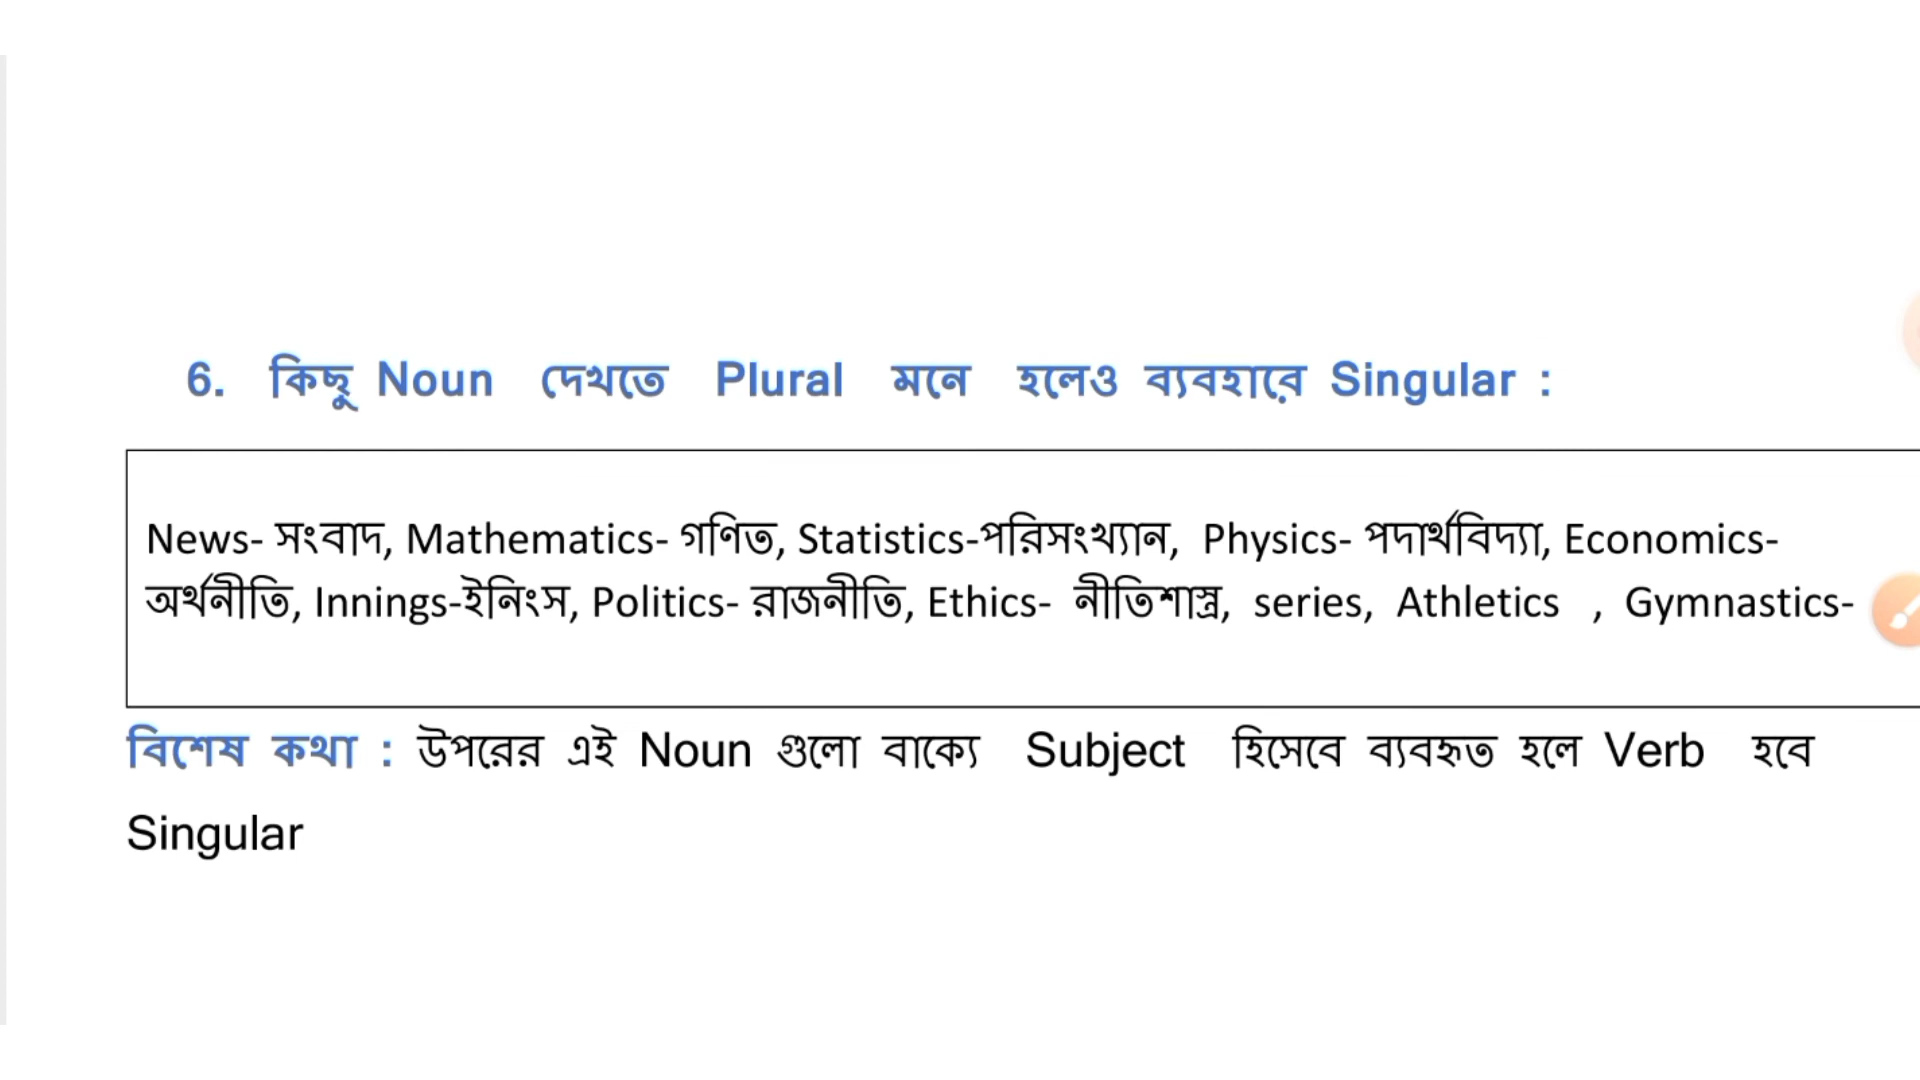 6. কিছু Noun দেখতে Plural মনে হলেও ব্যবহারে Singular :
News- সংবাদ, Mathematics- গণিত, Statistics-পরিসংখ্যান, Physics- পদার্থবিদ্যা, Economics-
অর্থনীতি, Innings-ইনিংস, Politics- রাজনীতি, Ethics- নীতিশাস্ত্র, series, Athletics , Gymnastics-
বিশেষ কথা : উপরের এই Noun গুলো বাক্যে Subject হিসেবে ব্যবহৃত হলে Verb হবে
Singular